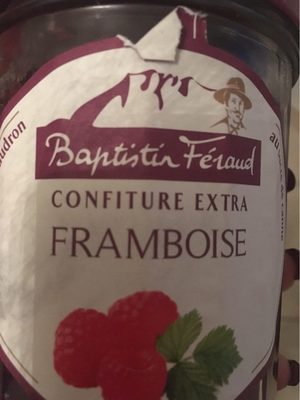 Baptistin Féraud
CONFITURE EXTRA
FRAMBOISE